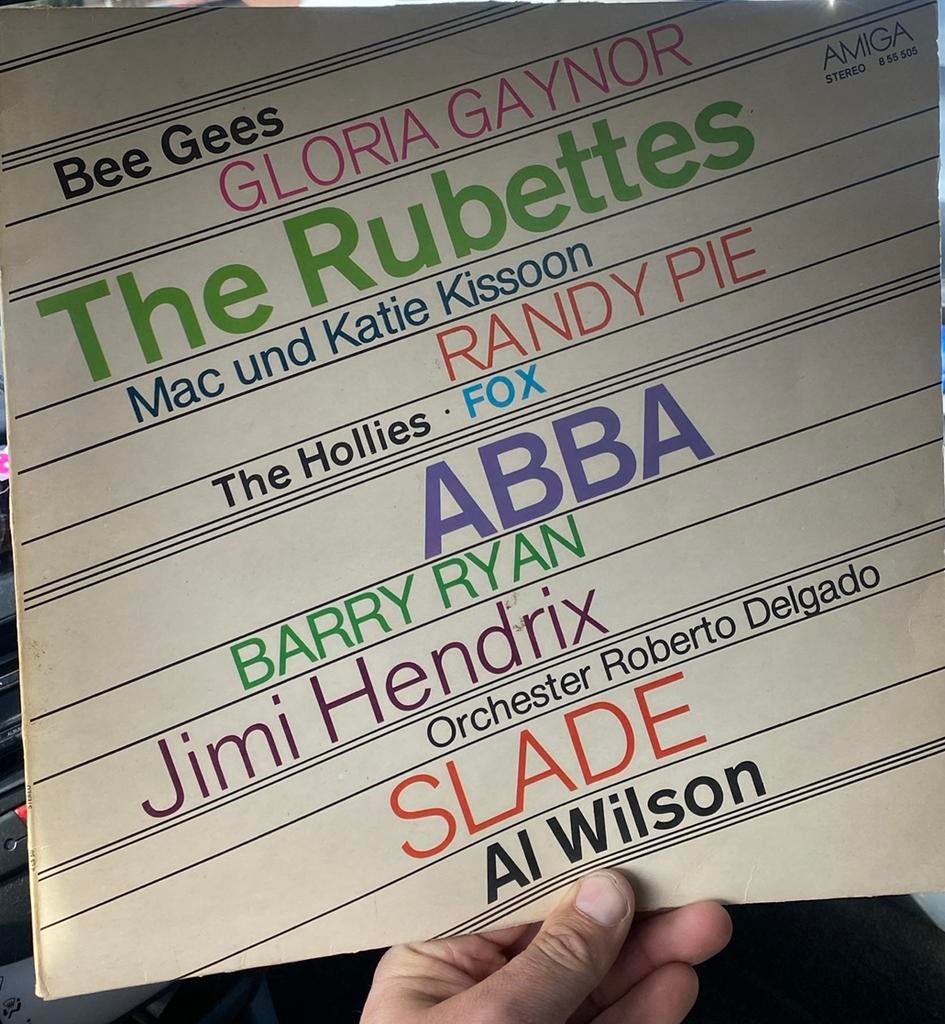 AMIGA
STEREO 8 55 505
Bee Gees
GLORIA GAYNOR
The Rubettes
Mac und Katie Kissoon
RANDY PIE
The Hollies · FOX
ABBA
BARRY RYAN
Jimi Hendrix
Orchester Roberto Delgado
SLADE
Al Wilson